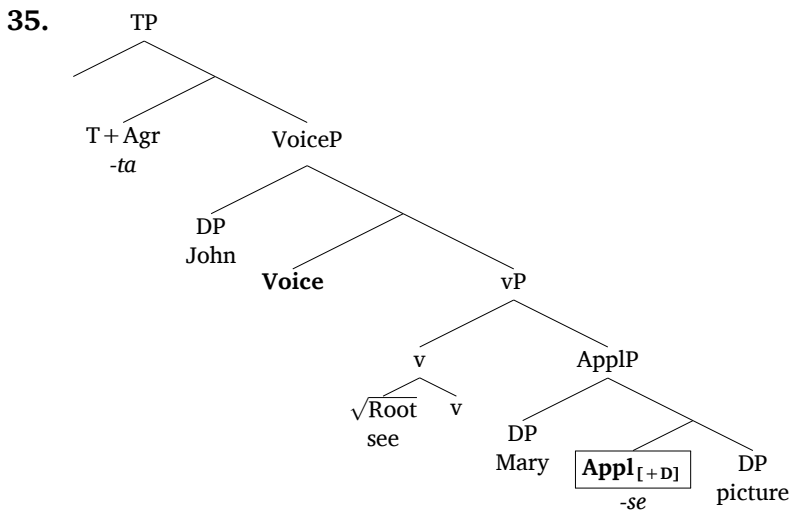 35.
TP
T + Agr
-ta
VoiceP
DP
John
Voice
vP
v
ApplP
√Root
see
v
DP
Mary
Appl[+D]
-se
DP
picture